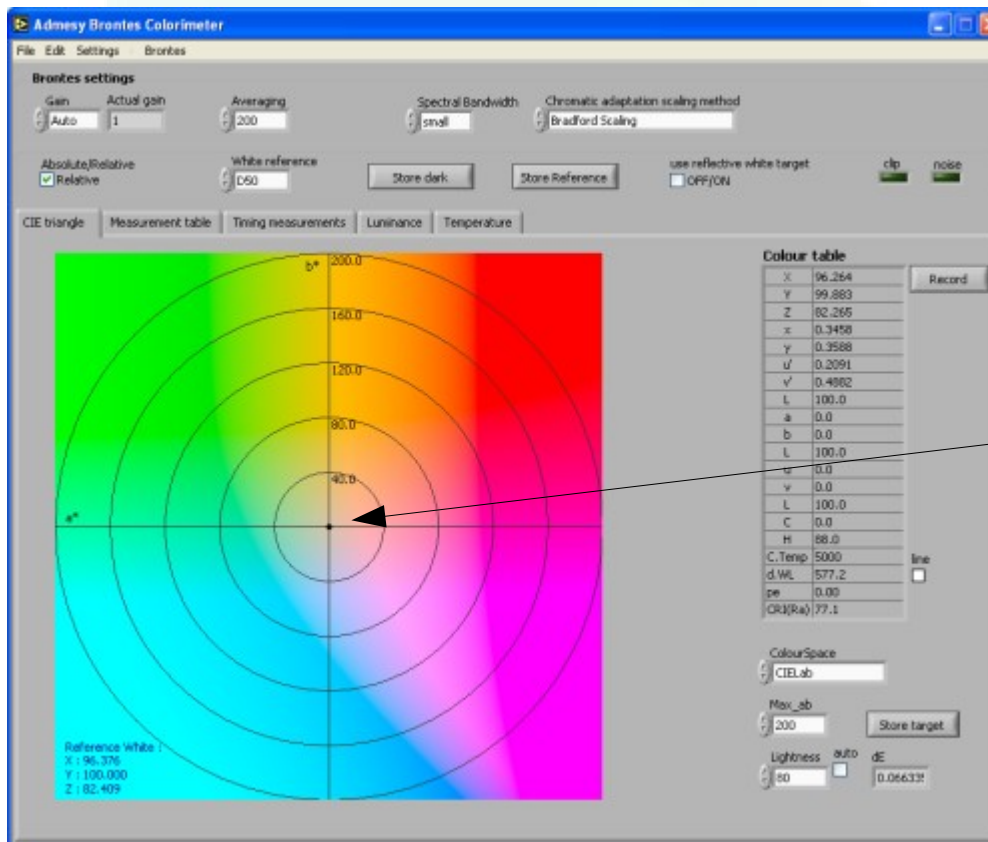 Admesy Brontes Colorimeter
File Edit Settings Brontes
Brontes settings
Gain Actual gain Averaging Spectral Bandwidth Chromatic adaptation scaling method
Auto 1 200 small Bradford Scaling
Absolute/Relative White reference use reflective white target clip noise
Relative D50 Store dark Store Reference OFF/ON
CIE triangle Measurement table Timing measurements Luminance Temperature
Colour table
b* 200.0
X 96.264 Record
Y 99.883
Z 82.265
160.0
x 0.3458
y 0.3588
u' 0.2091
120.0
v' 0.4882
L 100.0
a 0.0
80.0
b 0.0
L 100.0
u 0.0
40.0
v 0.0
L 100.0
a*
C 0.0
H 88.0
C.Temp 5000 line
d.WL 577.2
pe 0.00
CRI(Ra) 77.1
ColourSpace
CIELab
Max_ab
200 Store target
Reference White :
X : 96.376
Y : 100.000
Z : 82.409
Lightness auto dE
80